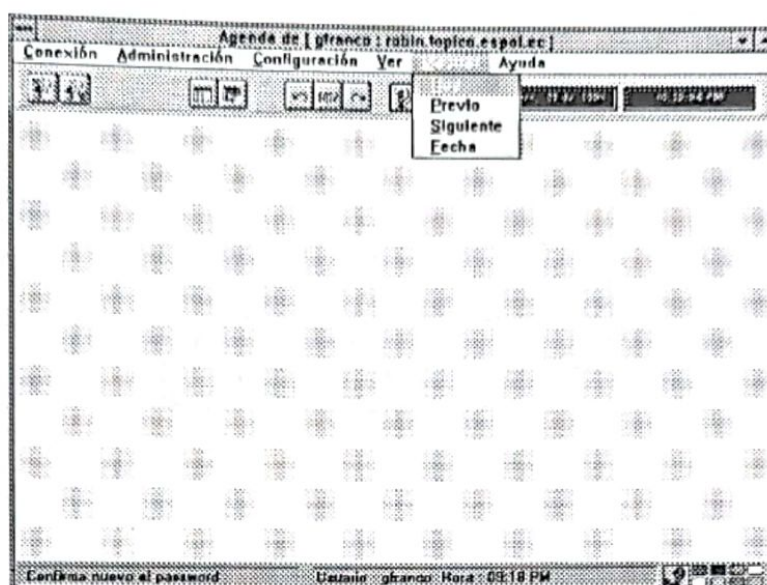 Agenda de [ gfranco : robin.topico.espol.ec ]
Conexión Administración Configuración Ver Ayuda
Previo
Siguiente
Fecha
Confirma nuevo el password Usuario gfranco Hora : 09:18 PM